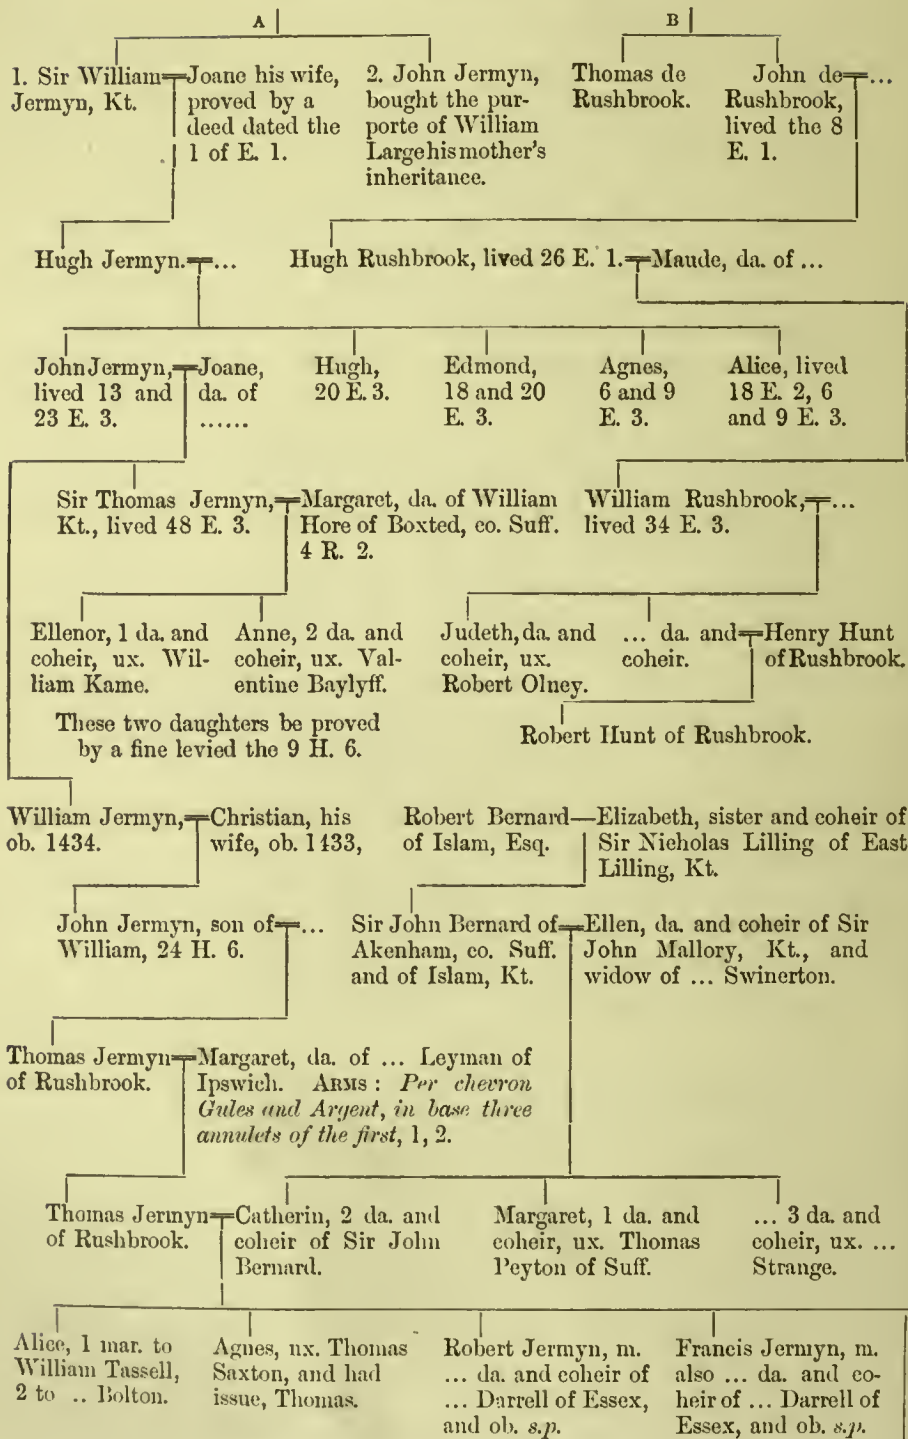 A
B
1. Sir William
Jermyn, Kt.
Joane his wife,
proved by a
deed dated the
1 of E. 1.
2. John Jermyn,
bought the pur-
porte of William
Large his mother's
inheritance.
Thomas de
Rushbrook.
John de
Rushbrook,
lived the 8
E. 1.
...
Hugh Jermyn.
...
Hugh Rushbrook, lived 26 E. 1.
Maude, da. of ...
John Jermyn,
lived 13 and
23 E. 3.
Joane,
da. of
......
Hugh,
20 E. 3.
Edmond,
18 and 20
E. 3.
Agnes,
6 and 9
E. 3.
Alice, lived
18 E. 2, 6
and 9 E. 3.
Sir Thomas Jermyn,
Kt., lived 48 E. 3.
Margaret, da. of William
Hore of Boxted, co. Suff.
4 R. 2.
William Rushbrook,
lived 34 E. 3.
...
Ellenor, 1 da. and
coheir, ux. Wil-
liam Kame.
Anne, 2 da. and
coheir, ux. Val-
entine Baylyff.
Judeth, da. and
coheir, ux.
Robert Olney.
... da. and
coheir.
Henry Hunt
of Rushbrook.
These two daughters be proved
by a fine levied the 9 H. 6.
Robert Hunt of Rushbrook.
William Jermyn,
ob. 1434.
Christian, his
wife, ob. 1433,
Robert Bernard
of Islam, Esq.
Elizabeth, sister and coheir of
Sir Nicholas Lilling of East
Lilling, Kt.
John Jermyn, son of
William, 24 H. 6.
...
Sir John Bernard of
Akenham, co. Suff.
and of Islam, Kt.
Ellen, da. and coheir of Sir
John Mallory, Kt., and
widow of ... Swinerton.
Thomas Jermyn
of Rushbrook.
Margaret, da. of ... Leyman of
Ipswich. ARMS : Per chevron
Gules and Argent, in base three
annulets of the first, 1, 2.
Thomas Jermyn
of Rushbrook.
Catherin, 2 da. and
coheir of Sir John
Bernard.
Margaret, 1 da. and
coheir, ux. Thomas
Peyton of Suff.
... 3 da. and
coheir, ux. ...
Strange.
Alice, 1 mar. to
William Tassell,
2 to .. Bolton.
Agnes, ux. Thomas
Saxton, and had
issue, Thomas.
Robert Jermyn, m.
... da. and coheir of
... Darrell of Essex,
and ob. s.p.
Francis Jermyn, m.
also ... da. and co-
heir of ... Darrell of
Essex, and ob. s.p.